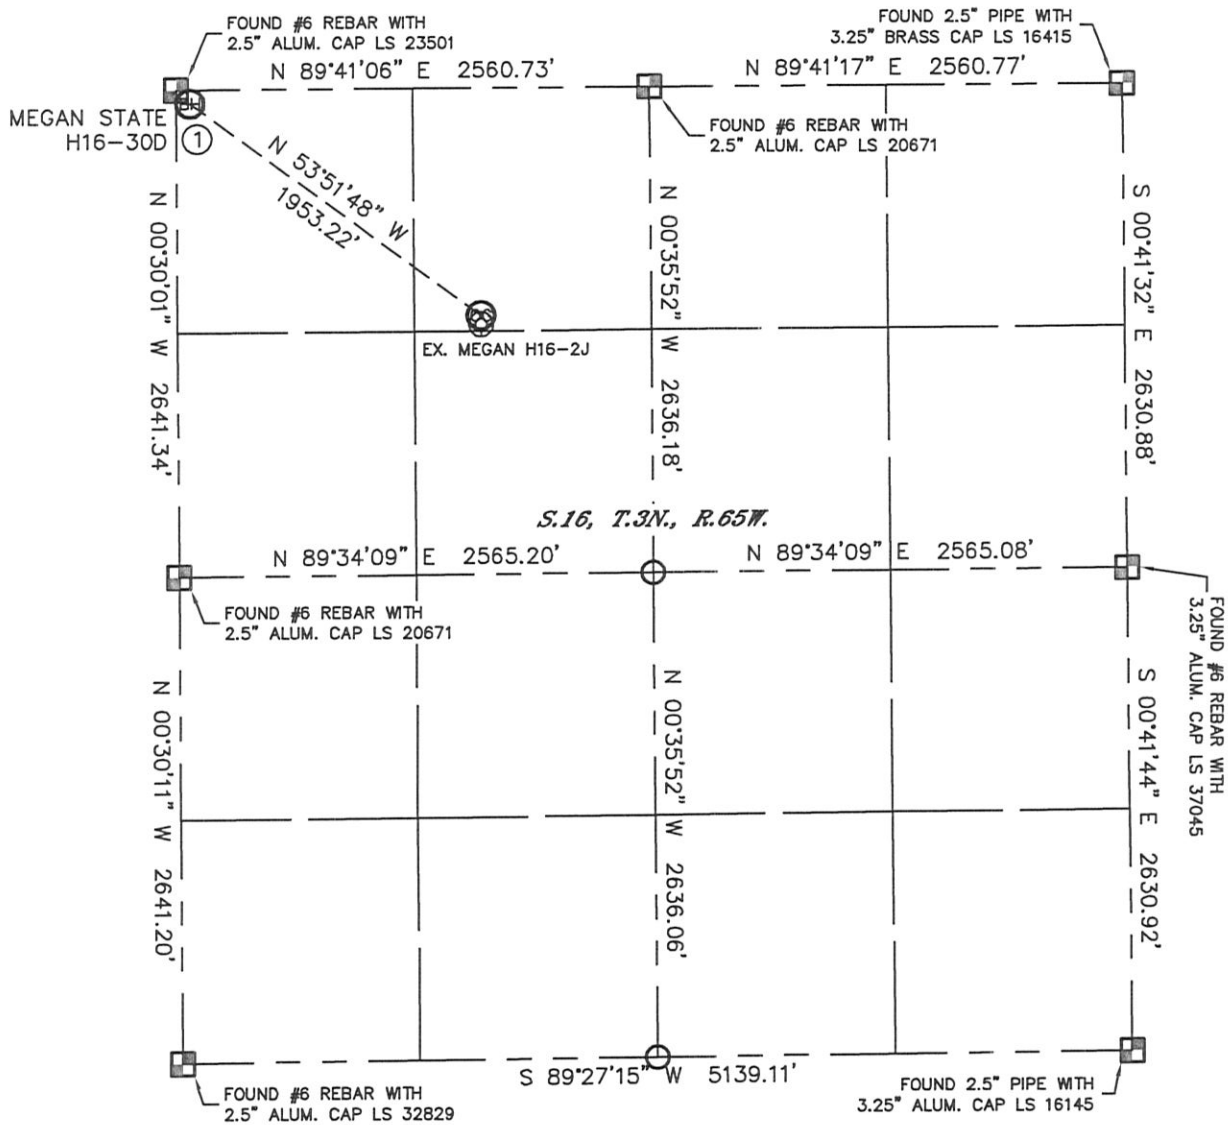 FOUND #6 REBAR WITH
2.5" ALUM. CAP LS 23501
FOUND 2.5" PIPE WITH
3.25" BRASS CAP LS 16415
N 89°41'06" E 2560.73'
N 89°41'17" E 2560.77'
BH
MEGAN STATE
H16-30D 1
FOUND #6 REBAR WITH
2.5" ALUM. CAP LS 20671
N 53°51'48" W
1953.22'
N 00°30'01" W 2641.34'
N 00°35'52" W 2636.18'
S 00°41'32" E 2630.88'
EX. MEGAN H16-2J
S.16, T.3N., R.65W.
N 89°34'09" E 2565.20'
N 89°34'09" E 2565.08'
FOUND #6 REBAR WITH
2.5" ALUM. CAP LS 20671
FOUND #6 REBAR WITH
3.25" ALUM. CAP LS 37045
N 00°30'11" W 2641.20'
N 00°35'52" W 2636.06'
S 00°41'44" E 2630.92'
S 89°27'15" W 5139.11'
FOUND #6 REBAR WITH
2.5" ALUM. CAP LS 32829
FOUND 2.5" PIPE WITH
3.25" ALUM. CAP LS 16145